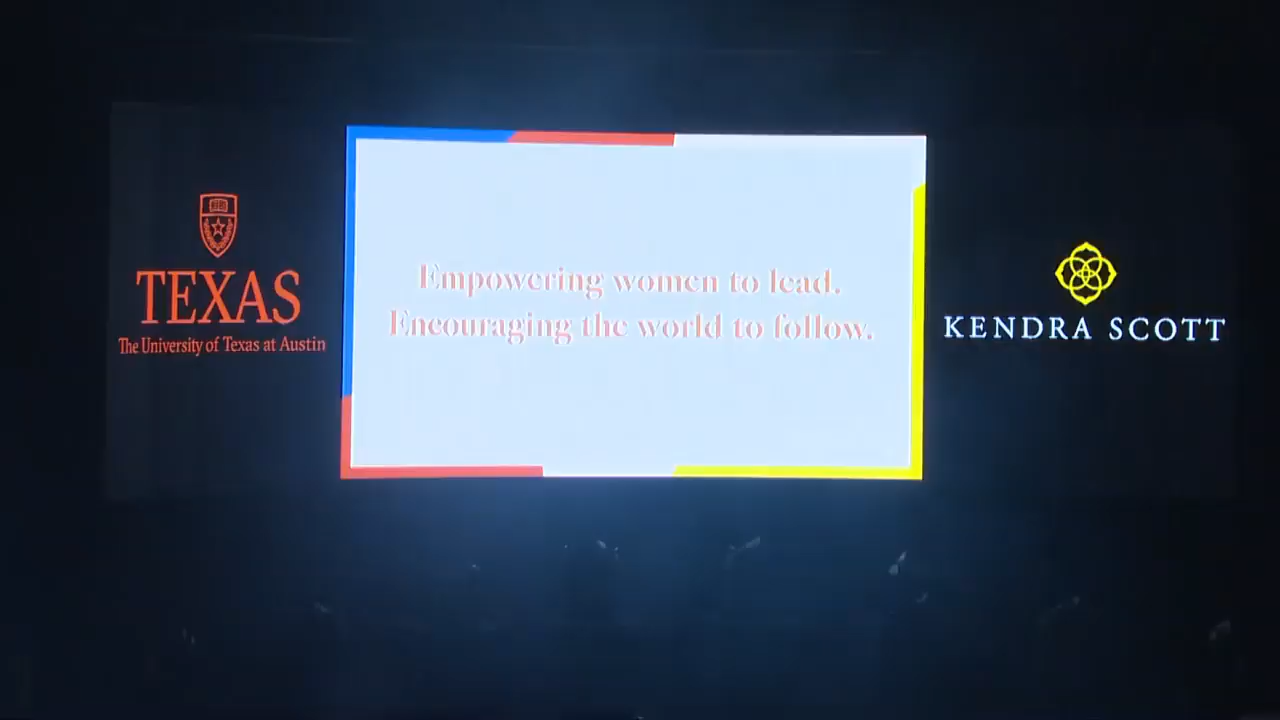 TEXAS
The University of Texas at Austin
Empowering women to lead.
Encouraging the world to follow.
KENDRA SCOTT